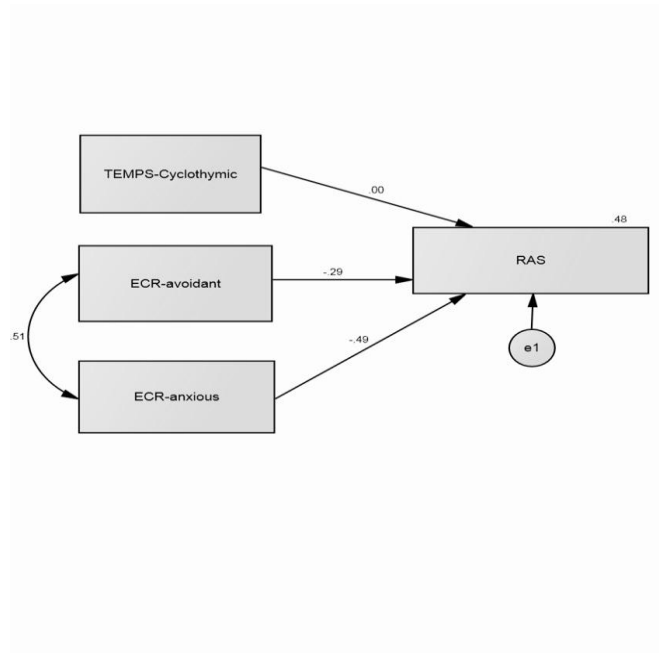 TEMPS-Cyclothymic
.00
.48
RAS
ECR-avoidant
-.29
.51
-.49
e1
ECR-anxious